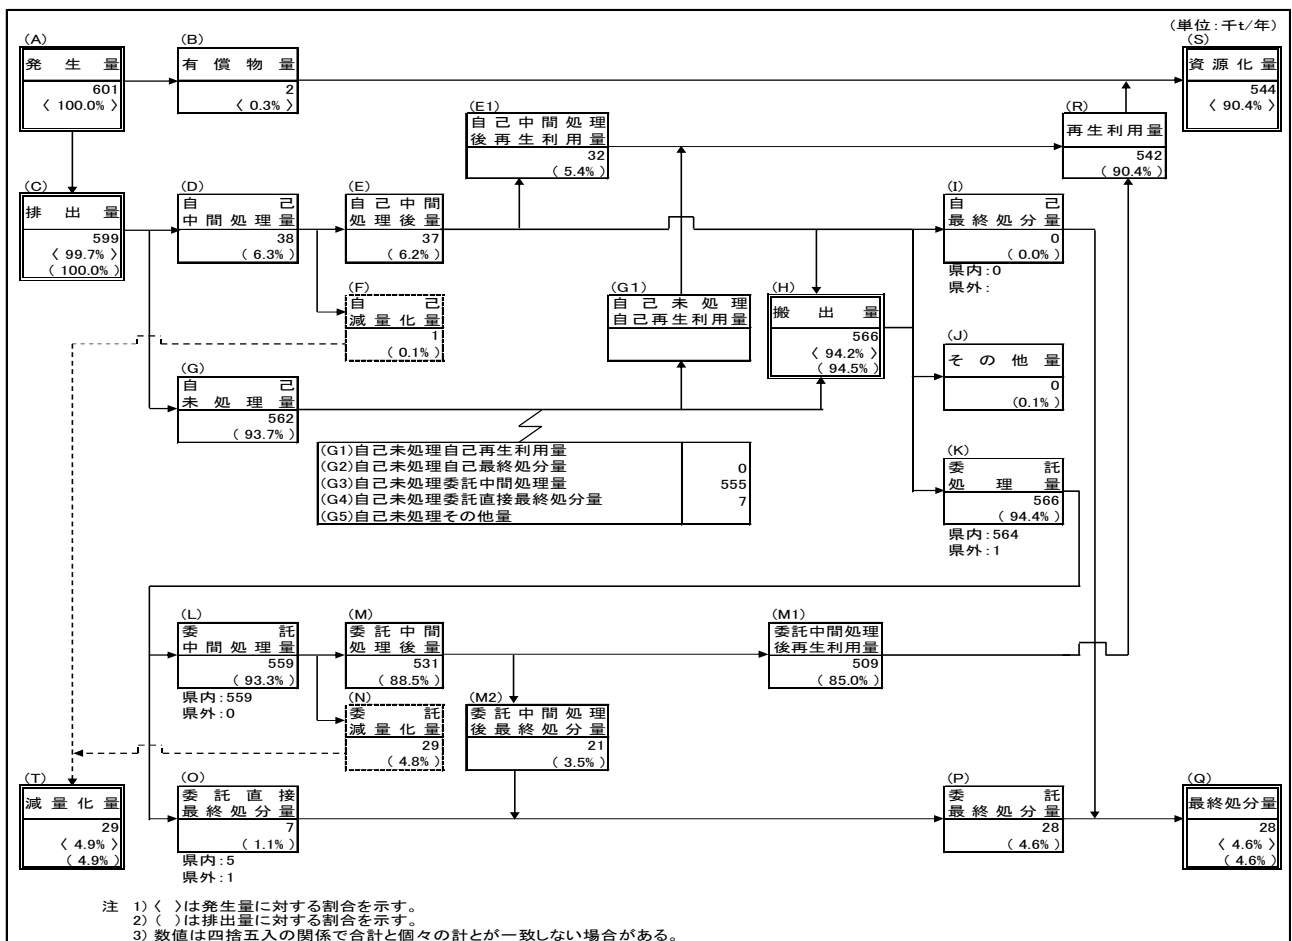 (単位:千t/年)
(A)
発生量
601
〈 100.0% 〉
(B)
有償物量
2
〈 0.3% 〉
(S)
資源化量
544
〈 90.4% 〉
(E1)
自己中間処理
後再生利用量
32
( 5.4% )
(R)
再生利用量
542
( 90.4% )
(C)
排出量
599
〈 99.7% 〉
( 100.0% )
(D)
自己
中間処理量
38
( 6.3% )
(E)
自己中間
処理後量
37
( 6.2% )
(I)
自己
最終処分量
0
( 0.0% )
県内:0
県外:
(F)
自己
減量化量
1
( 0.1% )
(G1)
自己未処理
自己再生利用量
(H)
搬出量
566
〈 94.2% 〉
( 94.5% )
(J)
その他量
0
(0.1% )
(G)
自己
未処理量
562
( 93.7% )
(G1)自己未処理自己再生利用量
(G2)自己未処理自己最終処分量 0
(G3)自己未処理委託中間処理量 555
(G4)自己未処理委託直接最終処分量 7
(G5)自己未処理その他量
(K)
委託
処理量
566
( 94.4% )
県内:564
県外:1
(L)
委託
中間処理量
559
( 93.3% )
県内:559
県外:0
(M)
委託中間
処理後量
531
( 88.5% )
(M1)
委託中間処理
後再生利用量
509
( 85.0% )
(N)
委託
減量化量
29
( 4.8% )
(M2)
委託中間処理
後最終処分量
21
( 3.5% )
(T)
減量化量
29
〈 4.9% 〉
( 4.9% )
(O)
委託直接
最終処分量
7
( 1.1% )
県内:5
県外:1
(P)
委託
最終処分量
28
( 4.6% )
(Q)
最終処分量
28
〈 4.6% 〉
( 4.6% )
注 1)〈 〉は発生量に対する割合を示す。
2)( )は排出量に対する割合を示す。
3) 数値は四捨五入の関係で合計と個々の計とが一致しない場合がある。